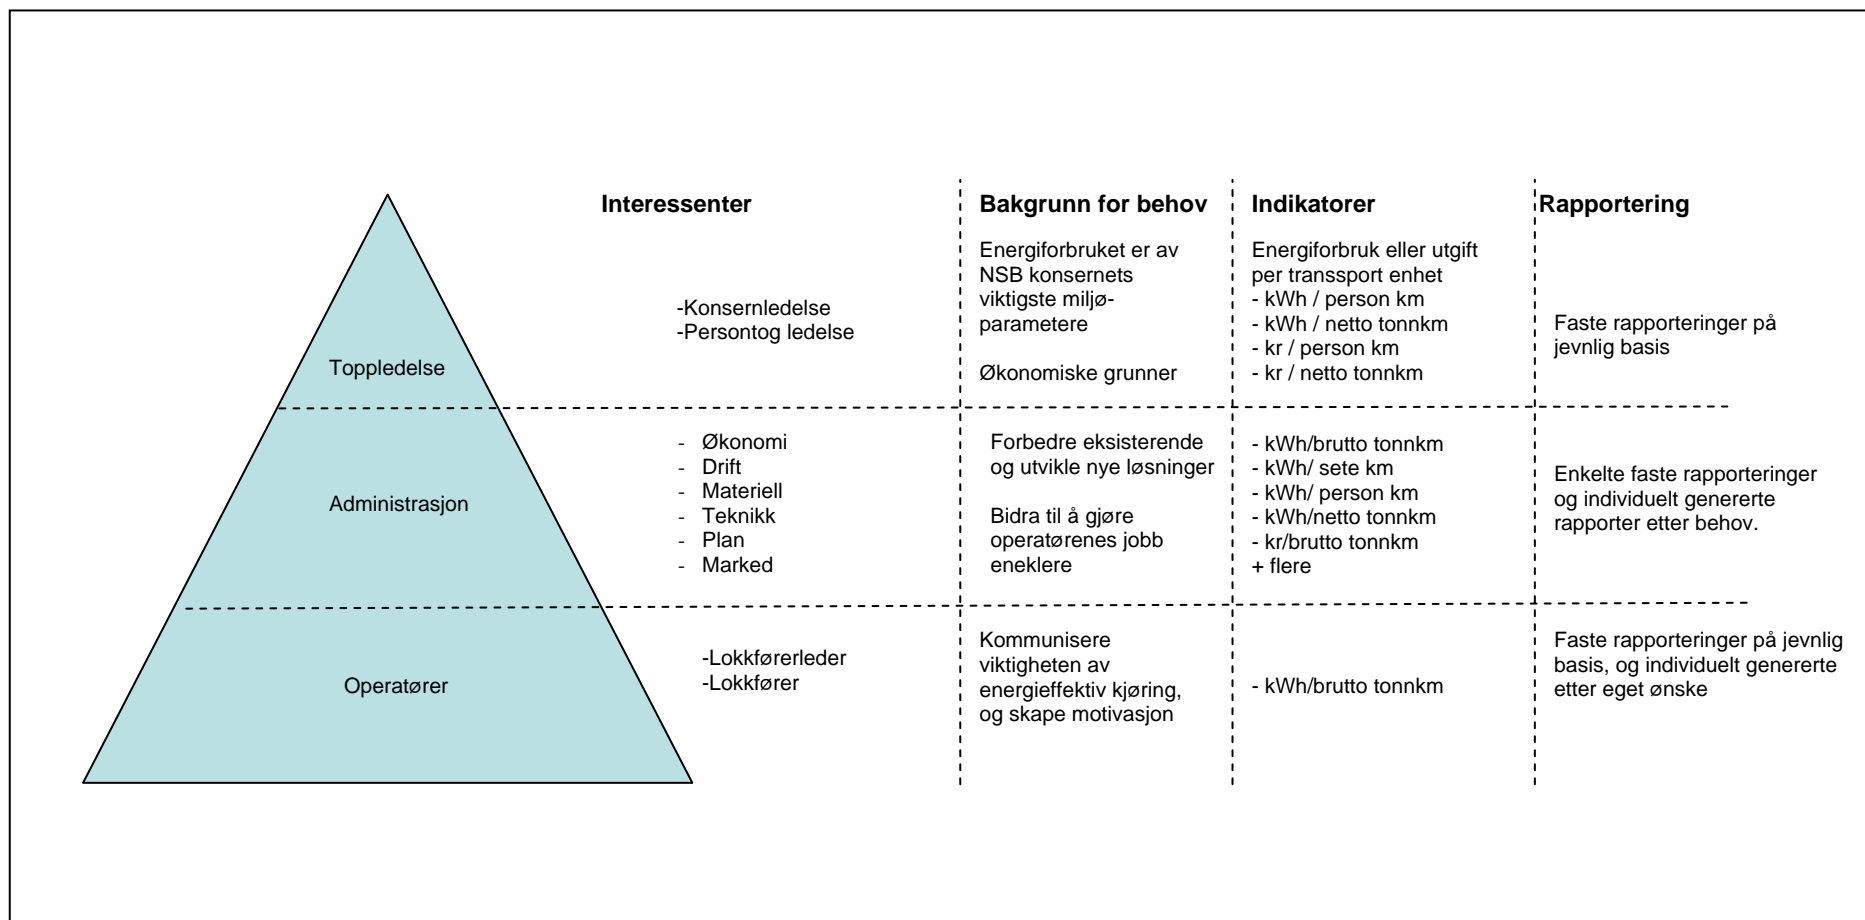 Interessenter
Bakgrunn for behov
Indikatorer
Rapportering
Toppledelse
-Konsernledelse
-Persontog ledelse
Energiforbruket er av
NSB konsernets
viktigste miljø-
parametere
Økonomiske grunner
Energiforbruk eller utgift
per transsport enhet
- kWh / person km
- kWh / netto tonnkm
- kr / person km
- kr / netto tonnkm
Faste rapporteringer på
jevnlig basis
Administrasjon
- Økonomi
- Drift
- Materiell
- Teknikk
- Plan
- Marked
Forbedre eksisterende
og utvikle nye løsninger
Bidra til å gjøre
operatørenes jobb
eneklere
- kWh/brutto tonnkm
- kWh/ sete km
- kWh/ person km
- kWh/netto tonnkm
- kr/brutto tonnkm
+ flere
Enkelte faste rapporteringer
og individuelt genererte
rapporter etter behov.
Operatører
-Lokkførerleder
-Lokkfører
Kommunisere
viktigheten av
energieffektiv kjøring,
og skape motivasjon
- kWh/brutto tonnkm
Faste rapporteringer på jevnlig
basis, og individuelt genererte
etter eget ønske